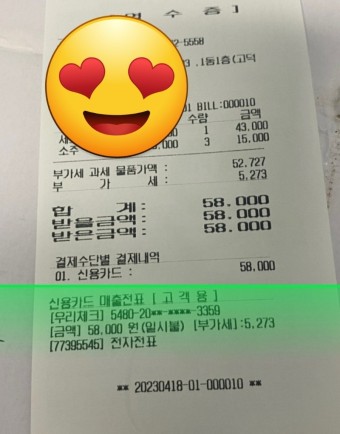 영 수 증 ]
2-5558
3 ,1동1층(고덕
01 BILL:000010
수량 금액
00 1 43.000
소주 .000 3 15.000
부가세 과세 물품가액 : 52.727
부 가 세 : 5.273
합 계 : 58.000
받을금액 : 58.000
받은금액 : 58.000
결제수단별 결제내역
01. 신용카드 : 58.000
신용카드 매출전표 [ 고 객 용 ]
[우리체크] 5480-20**-****-3359
[금액] 58.000 원(일시불) [부가세]:5.273
[77395545] 전자전표
** 20230418-01-000010 **